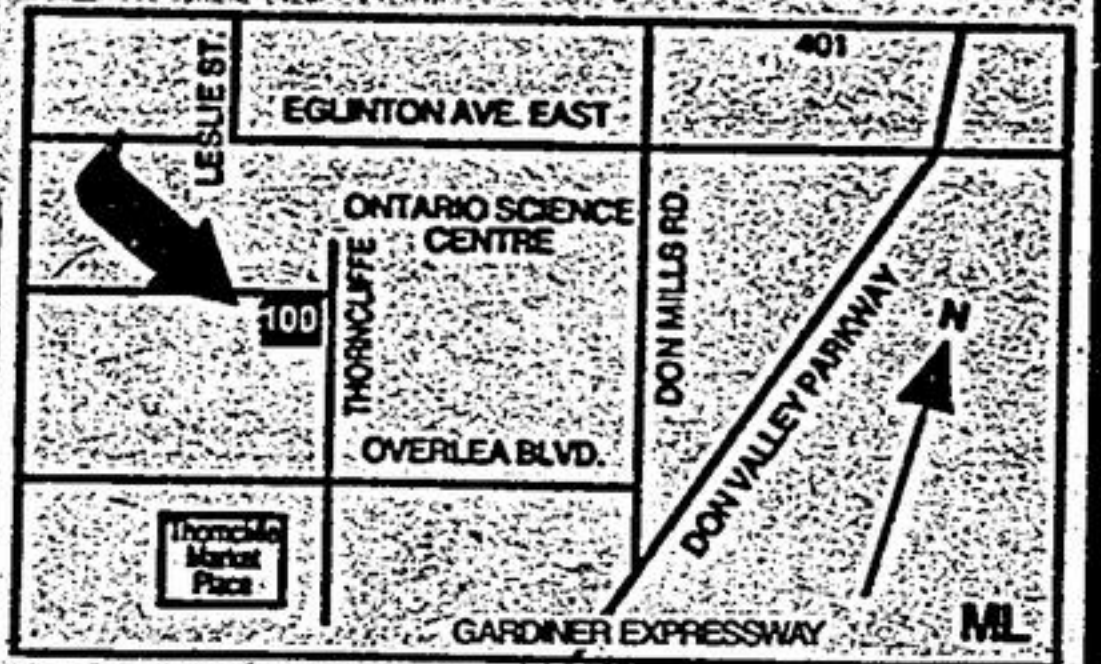 401
LESLIE ST.
EGLINTON AVE. EAST
ONTARIO SCIENCE
CENTRE
THORNCLIFFE
DON MILLS RD.
100
N
DON VALLEY PARKWAY
OVERLEA BLVD.
Thorncliffe
Market
Place
GARDINER EXPRESSWAY
ML